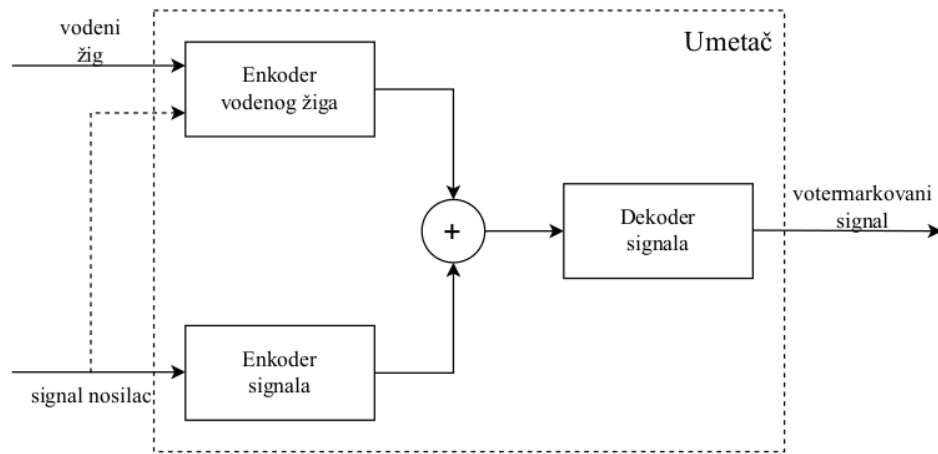 vodeni
žig
Umetač
Enkoder
vodenog žiga
+
Dekoder
signala
votermarkovani
signal
Enkoder
signala
signal nosilac